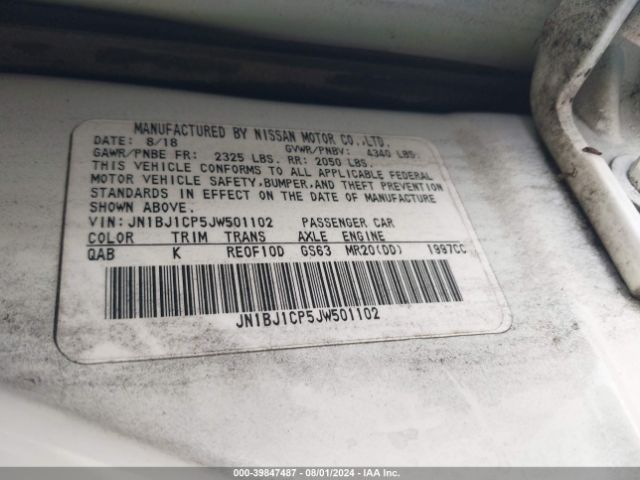 MANUFACTURED BY NISSAN MOTOR CO.,LTD.
DATE: 8/18 GVWR/PNBV: 4340 LBS.
GAWR/PNBE FR: 2325 LBS. RR: 2050 LBS.
THIS VEHICLE CONFORMS TO ALL APPLICABLE FEDERAL
MOTOR VEHICLE SAFETY,BUMPER,AND THEFT PREVENTION
STANDARDS IN EFFECT ON THE DATE OF MANUFACTURE
SHOWN ABOVE.
VIN: JN1BJ1CP5JW501102 PASSENGER CAR
COLOR TRIM TRANS AXLE ENGINE
QAB K RE0F10D GS63 MR20(DD) 1997CC
JN1BJ1CP5JW501102
000-39847487 - 08/01/2024 - IAA Inc.